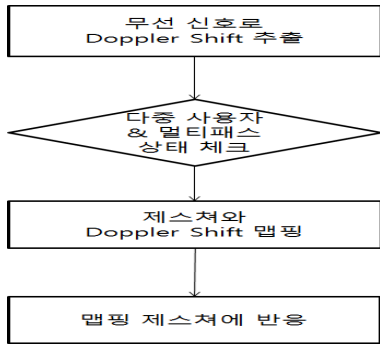 무선 신호로
Doppler Shift 추출
다중 사용자
& 멀티패스
상태 체크
제스쳐와
Doppler Shift 맵핑
맵핑 제스쳐에 반응